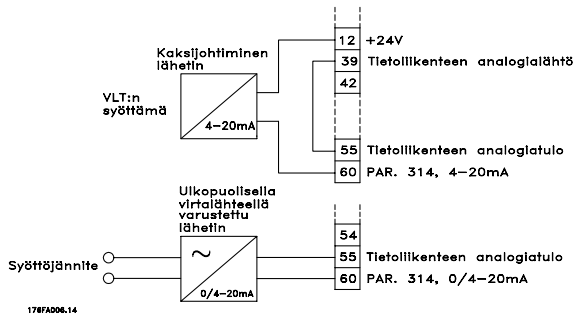 12 +24V
Kaksijohtiminen
lähetin
39 Tietoliikenteen analogialähtö
42
VLT:n
syöttämä
4–20mA
55 Tietoliikenteen analogiatulo
60 PAR. 314, 4–20mA
Ulkopuolisella
virtalähteellä
varustettu
lähetin
54
Syöttöjännite
~
55 Tietoliikenteen analogiatulo
0/4–20mA
60 PAR. 314, 0/4–20mA
176FA006.14